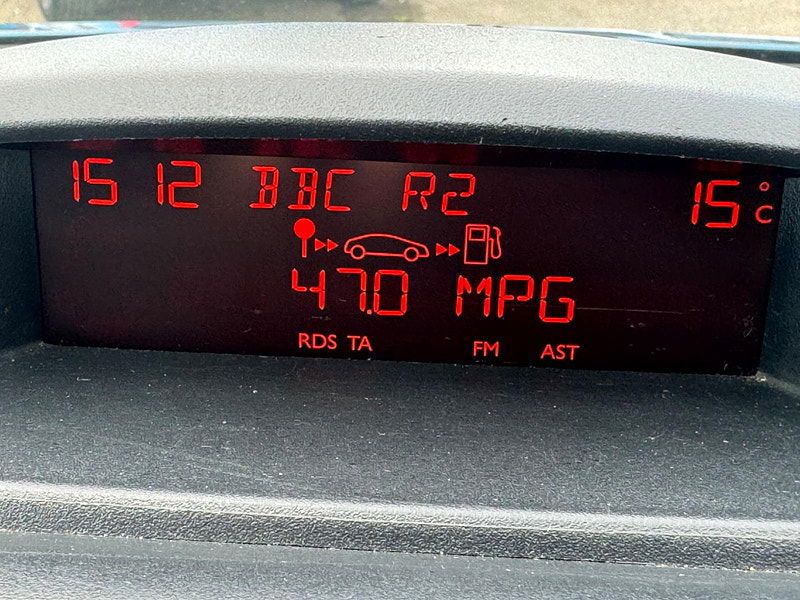 15 12 BBC R2 15°C
47.0 MPG
RDS TA FM AST